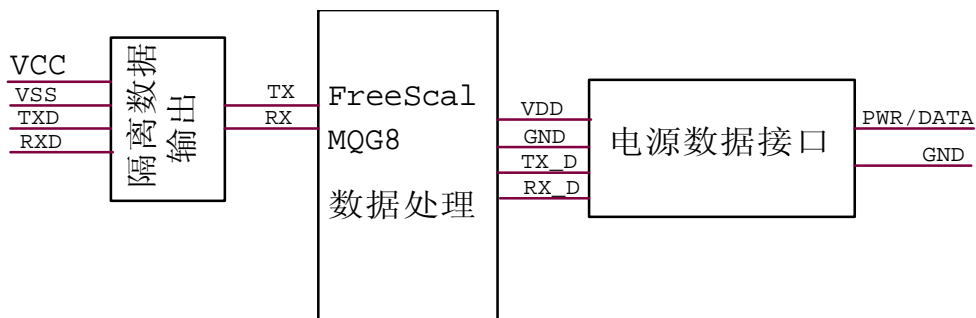 VCC
VSS
TXD
RXD
隔离数据
输出
TX
RX
FreeScal
MQG8
数据处理
VDD
GND
TX_D
RX_D
电源数据接口
PWR/DATA
GND